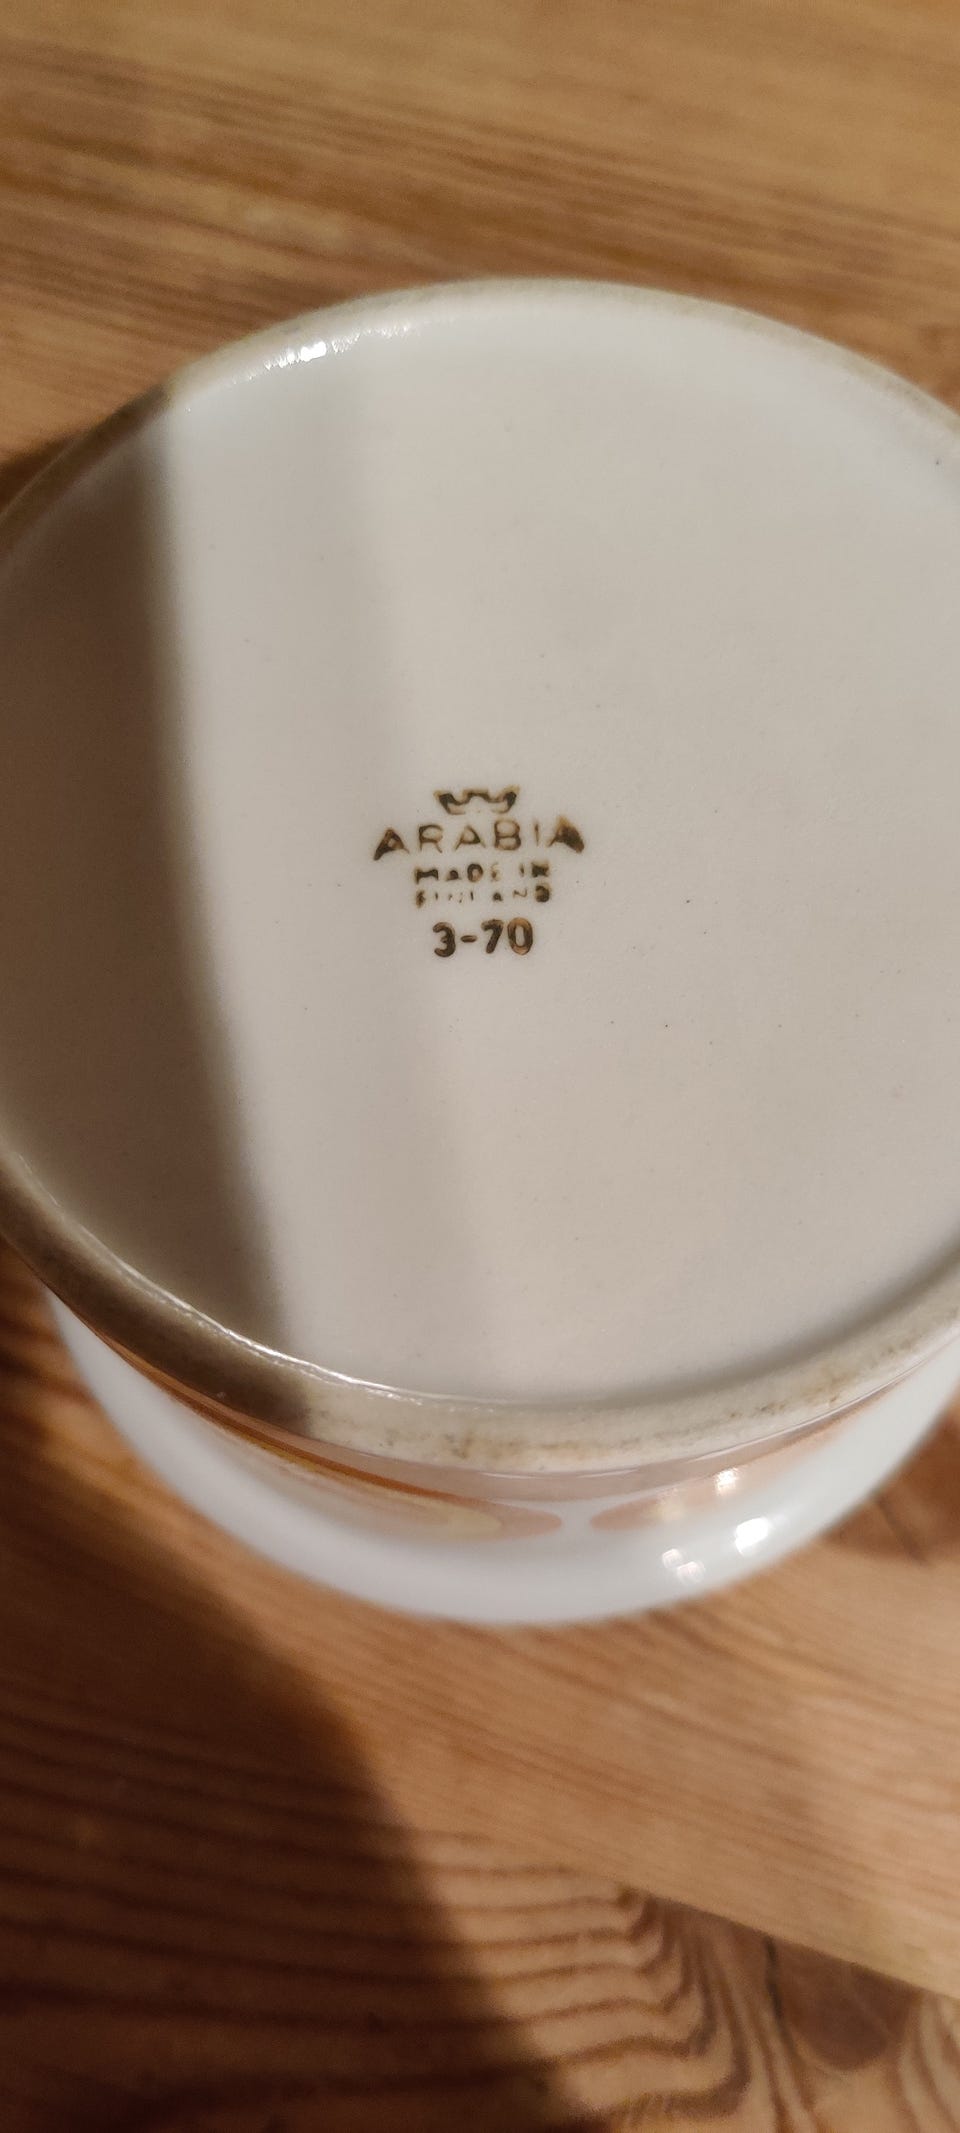 ARABIA
MADE IN
FINLAND
3-70